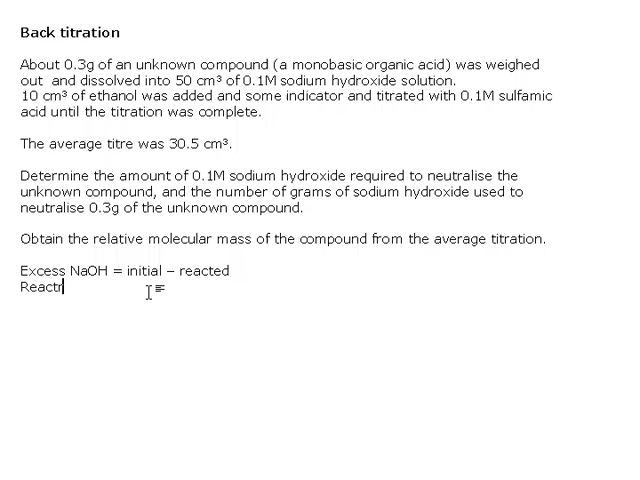 Back titration
About 0.3g of an unknown compound (a monobasic organic acid) was weighed
out  and dissolved into 50 cm³ of 0.1M sodium hydroxide solution.
10 cm³ of ethanol was added and some indicator and titrated with 0.1M sulfamic
acid until the titration was complete.
The average titre was 30.5 cm³.
Determine the amount of 0.1M sodium hydroxide required to neutralise the
unknown compound, and the number of grams of sodium hydroxide used to
neutralise 0.3g of the unknown compound.
Obtain the relative molecular mass of the compound from the average titration.
Excess NaOH = initial – reacted
Reactr